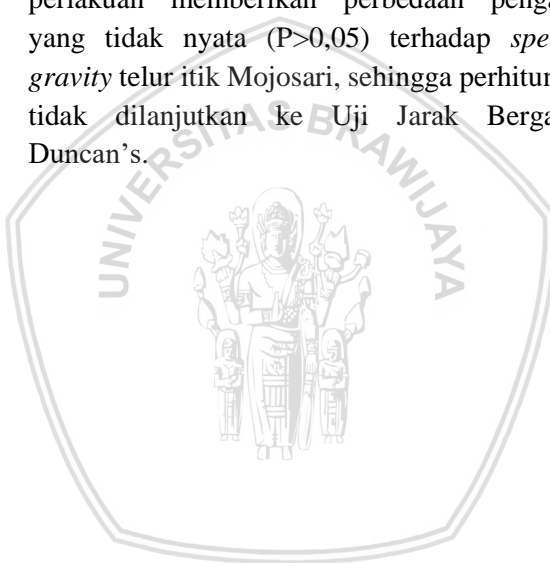 perlakuan memberikan perbedaan penga
yang tidak nyata (P>0,05) terhadap spe
gravity telur itik Mojosari, sehingga perhitur
tidak dilanjutkan ke Uji Jarak Berga
Duncan's.
UNIVERSITAS BRAWIJAYA